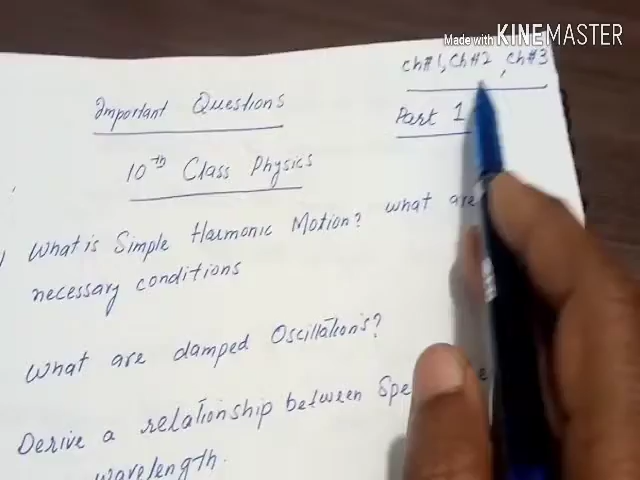 Made with KINEMASTER
Ch#1, Ch#2, Ch#3
Important Questions
Part 1
10th Class Physics
What is Simple Harmonic Motion? what are
necessary conditions
What are damped Oscillation's?
Derive a relationship between Spe
wavelength.